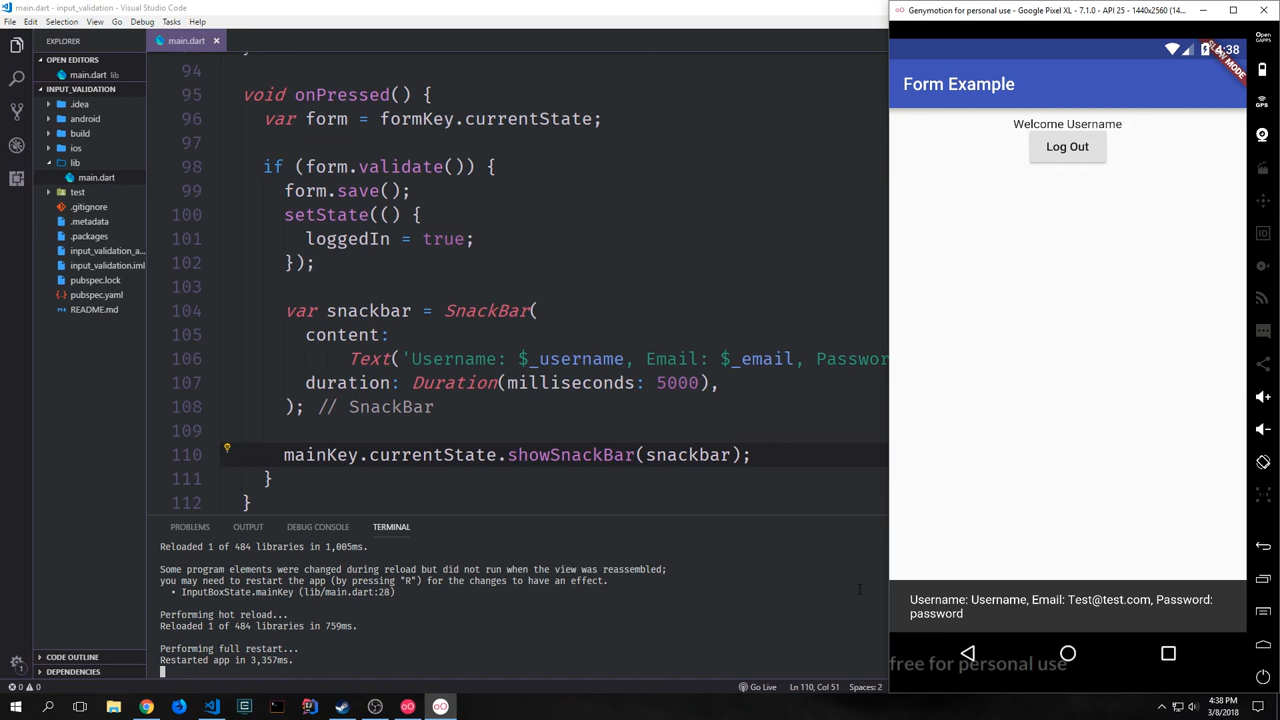 main.dart - input_validation - Visual Studio Code
File Edit Selection View Go Debug Tasks Help
EXPLORER
OPEN EDITORS
main.dart lib
INPUT_VALIDATION
.idea
android
build
ios
lib
main.dart
test
.gitignore
.metadata
.packages
input_validation_a...
input_validation.iml
pubspec.lock
pubspec.yaml
README.md
CODE OUTLINE
DEPENDENCIES
main.dart
94
95 void onPressed() {
96 var form = formKey.currentState;
97
98 if (form.validate()) {
99 form.save();
100 setState(() {
101 loggedIn = true;
102 });
103
104 var snackbar = SnackBar(
105 content:
106 Text('Username: $_username, Email: $_email, Passwor
107 duration: Duration(milliseconds: 5000),
108 ); // SnackBar
109
110 mainKey.currentState.showSnackBar(snackbar);
111 }
112 }
PROBLEMS OUTPUT DEBUG CONSOLE TERMINAL
Reloaded 1 of 484 libraries in 1,005ms.
Some program elements were changed during reload but did not run when the view was reassembled;
you may need to restart the app (by pressing "R") for the changes to have an effect.
• InputBoxState.mainKey (lib/main.dart:28)
Performing hot reload...
Reloaded 1 of 484 libraries in 759ms.
Performing full restart...
Restarted app in 3,357ms.
0 0
Go Live Ln 110, Col 51 Spaces: 2
Genymotion for personal use - Google Pixel XL - 7.1.0 - API 25 - 1440x2560 (14...
4:38
SLOW MODE
Form Example
Welcome Username
Log Out
Username: Username, Email: Test@test.com, Password:
password
free for personal use
Open
GAPPS
GPS
ID
4:38 PM
3/8/2018